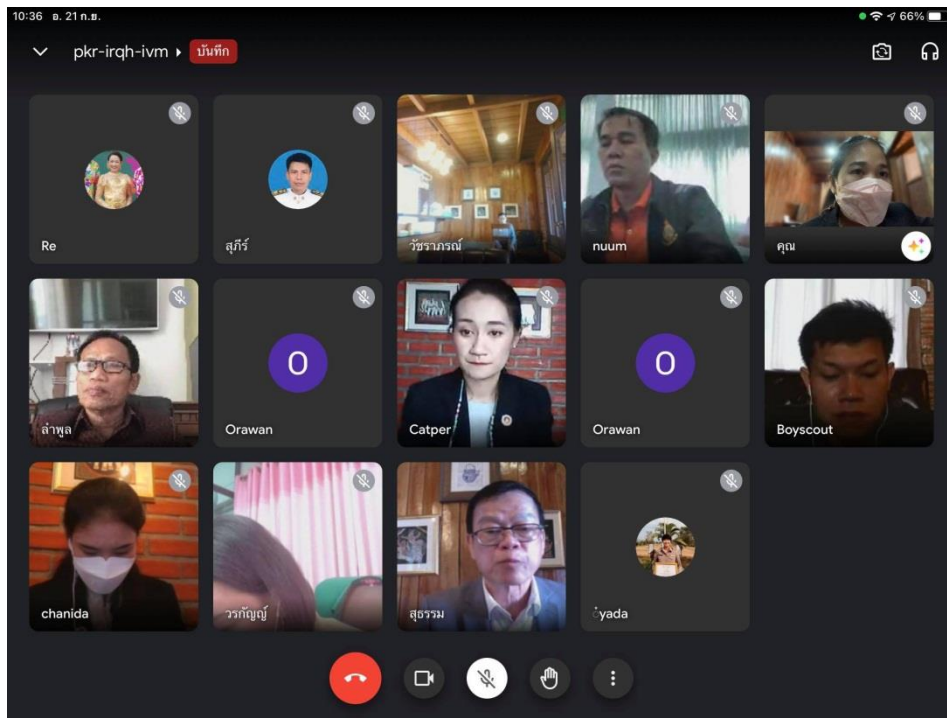 10:36 อ. 21 ก.ย.
66%
pkr-irqh-ivm
บันทึก
Re
สุภีร์
วัชราภรณ์
nuum
คุณ
ลำพูล
O
Orawan
Catper
O
Orawan
Boyscout
chanida
วรกัญญ์
สุธรรม
ํyada